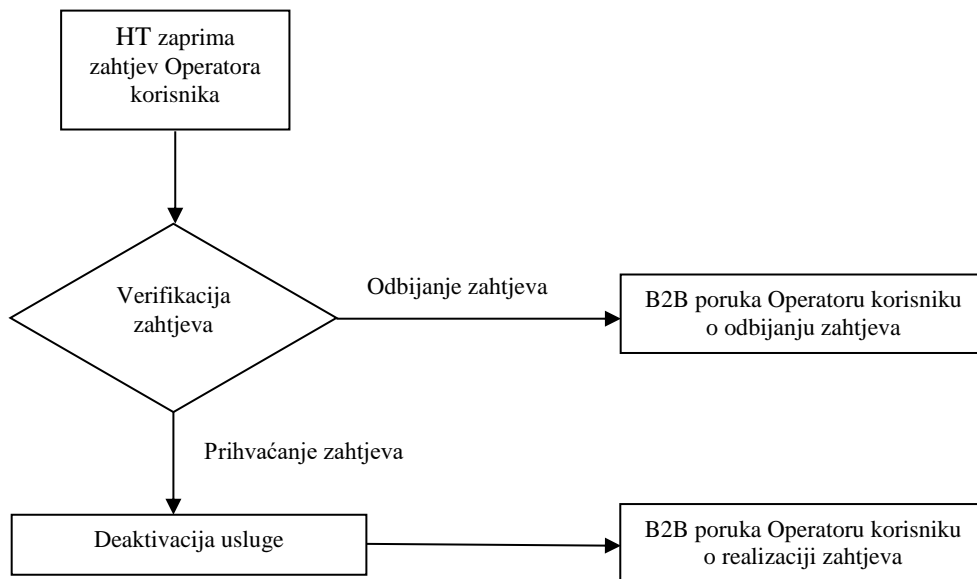 HT zaprima
zahtjev Operatora
korisnika
Verifikacija
zahtjeva
Odbijanje zahtjeva
B2B poruka Operatoru korisniku
o odbijanju zahtjeva
Prihvaćanje zahtjeva
Deaktivacija usluge
B2B poruka Operatoru korisniku
o realizaciji zahtjeva